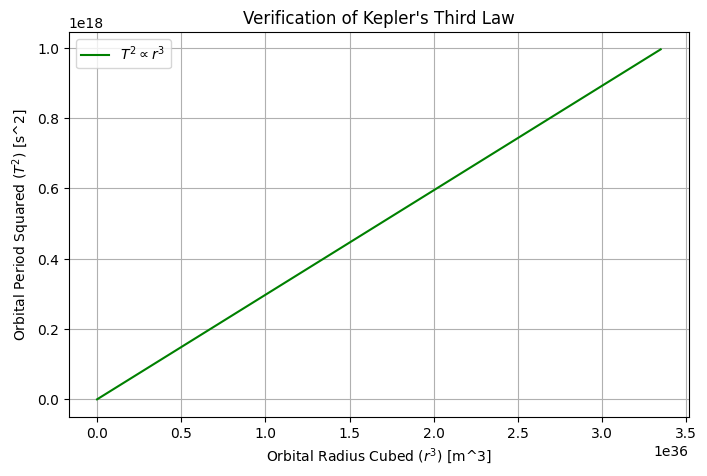 Verification of Kepler's Third Law
1e18
T² ∝ r³
1.0
0.8
0.6
0.4
0.2
0.0
Orbital Period Squared (T²) [s^2]
0.0 0.5 1.0 1.5 2.0 2.5 3.0 3.5
1e36
Orbital Radius Cubed (r³) [m^3]